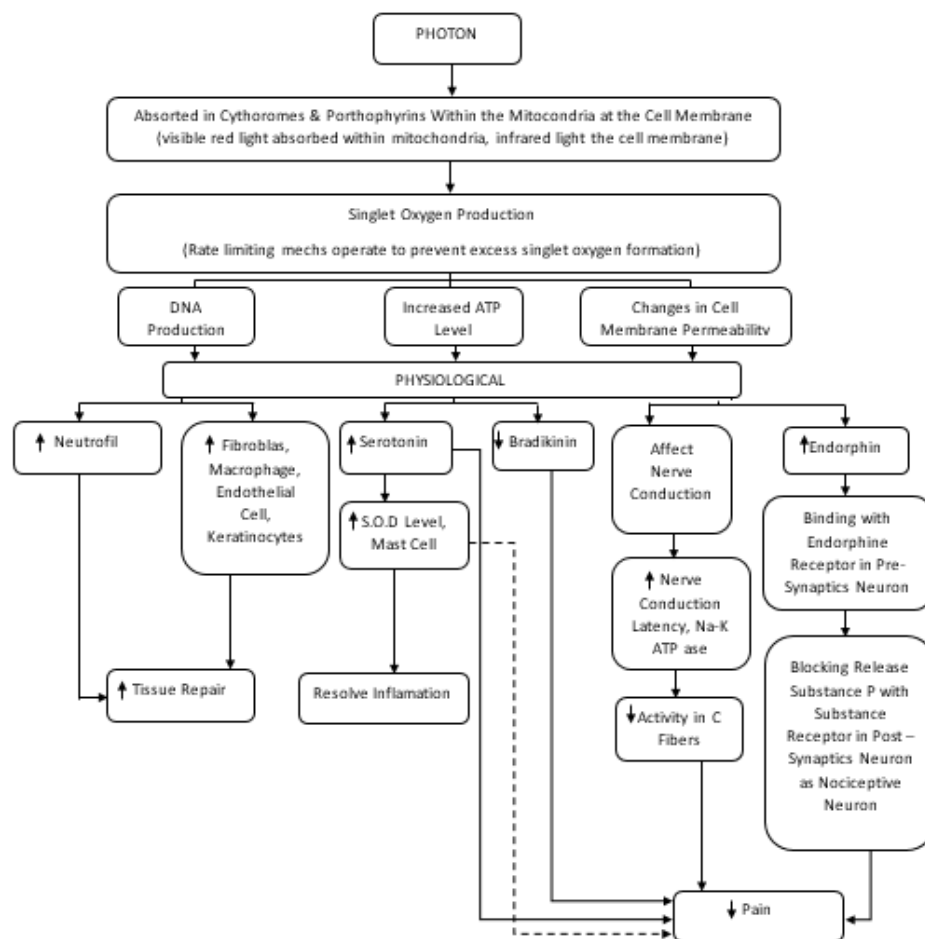 PHOTON
Absorted in Cythoromes & Porthophyrins Within the Mitocondria at the Cell Membrane
(visible red light absorbed within mitochondria, infrared light the cell membrane)
Singlet Oxygen Production
(Rate limiting mechs operate to prevent excess singlet oxygen formation)
DNA
Production
Increased ATP
Level
Changes in Cell
Membrane Permeability
PHYSIOLOGICAL
↑ Neutrofil
↑ Fibroblas,
Macrophage,
Endothelial
Cell,
Keratinocytes
↑ Serotonin
↓ Bradikinin
Affect
Nerve
Conduction
↑ Endorphin
↑ S.O.D Level,
Mast Cell
Binding with
Endorphine
Receptor in Pre-
Synaptics Neuron
↑ Nerve
Conduction
Latency, Na-K
ATP ase
↑ Tissue Repair
Resolve Inflamation
↓ Activity in C
Fibers
Blocking Release
Substance P with
Substance
Receptor in Post –
Synaptics Neuron
as Nociceptive
Neuron
↓ Pain